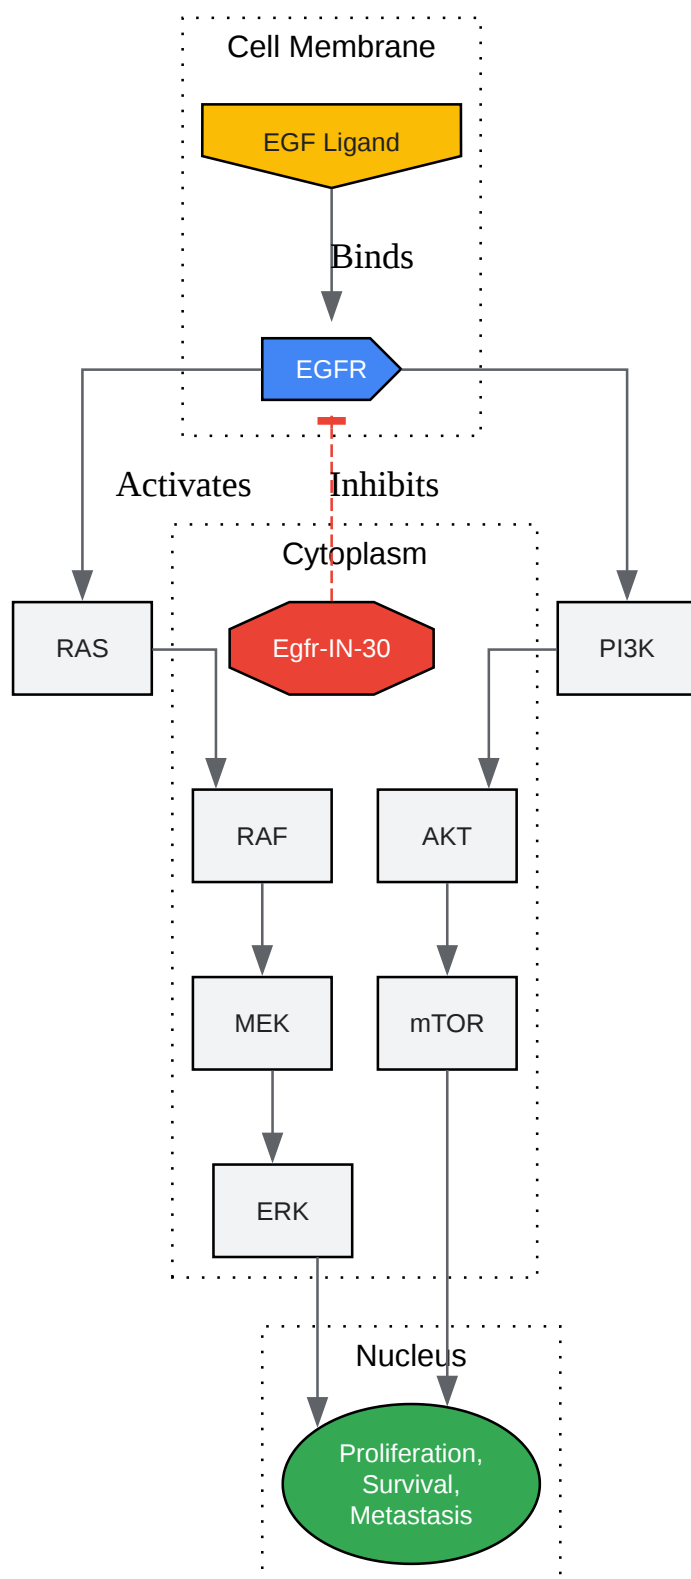 Cell Membrane
EGF Ligand
Binds
EGFR
Activates
Inhibits
Cytoplasm
RAS
Egfr-IN-30
PI3K
RAF
AKT
MEK
mTOR
ERK
Nucleus
Proliferation,
Survival,
Metastasis